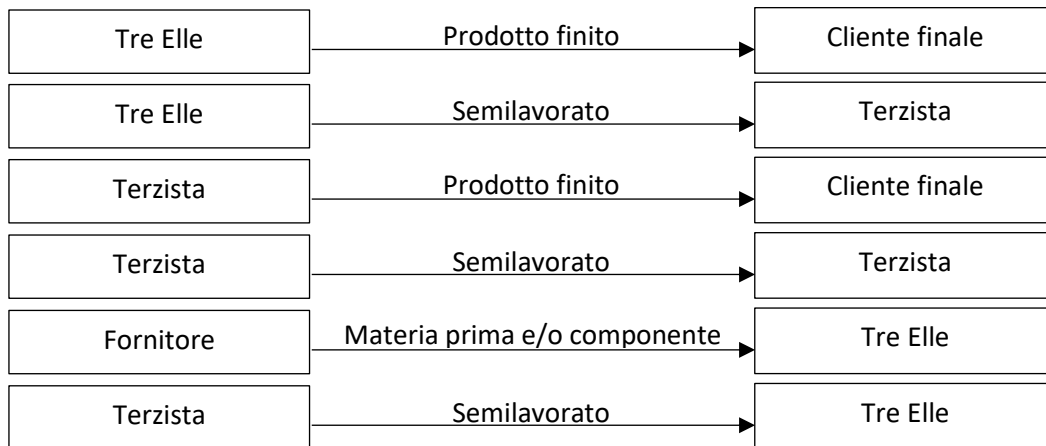 Tre Elle Prodotto finito Cliente finale
Tre Elle Semilavorato Terzista
Terzista Prodotto finito Cliente finale
Terzista Semilavorato Terzista
Fornitore Materia prima e/o componente Tre Elle
Terzista Semilavorato Tre Elle